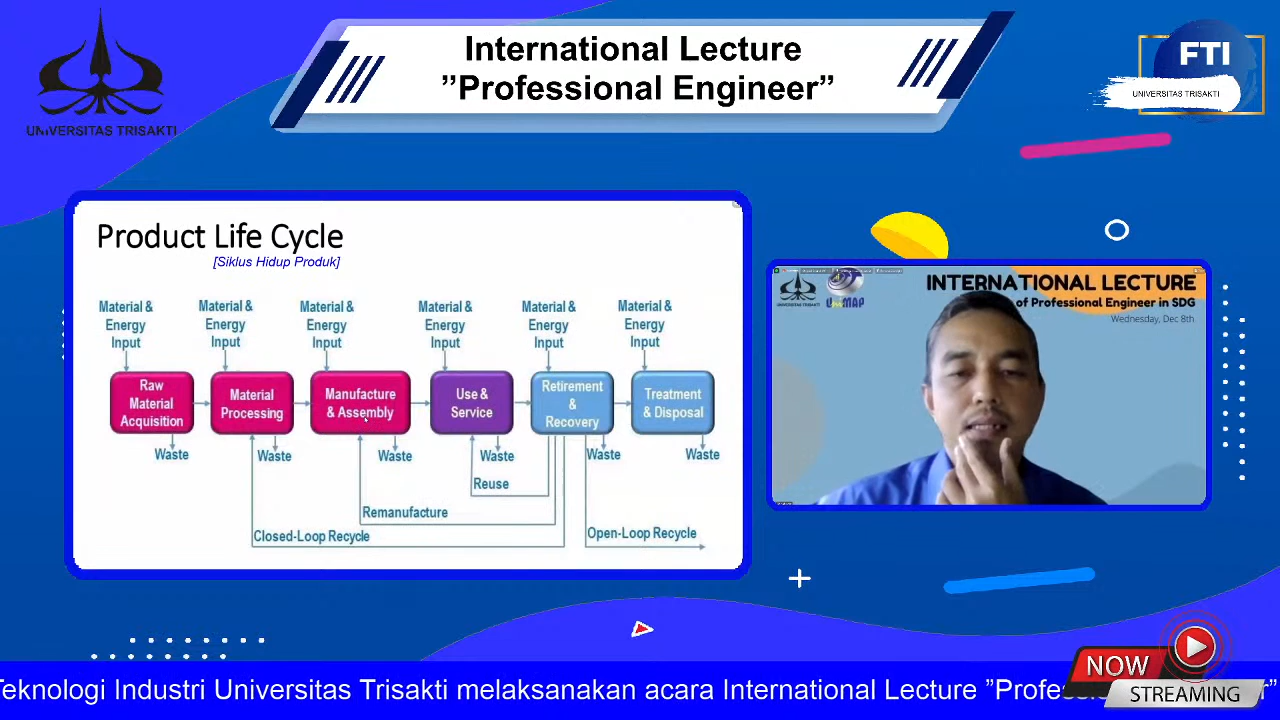 UNIVERSITAS TRISAKTI
International Lecture
”Professional Engineer”
FTI
UNIVERSITAS TRISAKTI
Product Life Cycle
[Siklus Hidup Produk]
Material & Energy Input
Material & Energy Input
Material & Energy Input
Material & Energy Input
Material & Energy Input
Material & Energy Input
Raw Material Acquisition
Material Processing
Manufacture & Assembly
Use & Service
Retirement & Recovery
Treatment & Disposal
Waste
Waste
Waste
Waste
Waste
Waste
Reuse
Remanufacture
Closed-Loop Recycle
Open-Loop Recycle
UNIVERSITAS TRISAKTI
UniMAP
INTERNATIONAL LECTURE
of Professional Engineer in SDG
Wednesday, Dec 8th
Teknologi Industri Universitas Trisakti melaksanakan acara International Lecture ”Profess
NOW
STREAMING